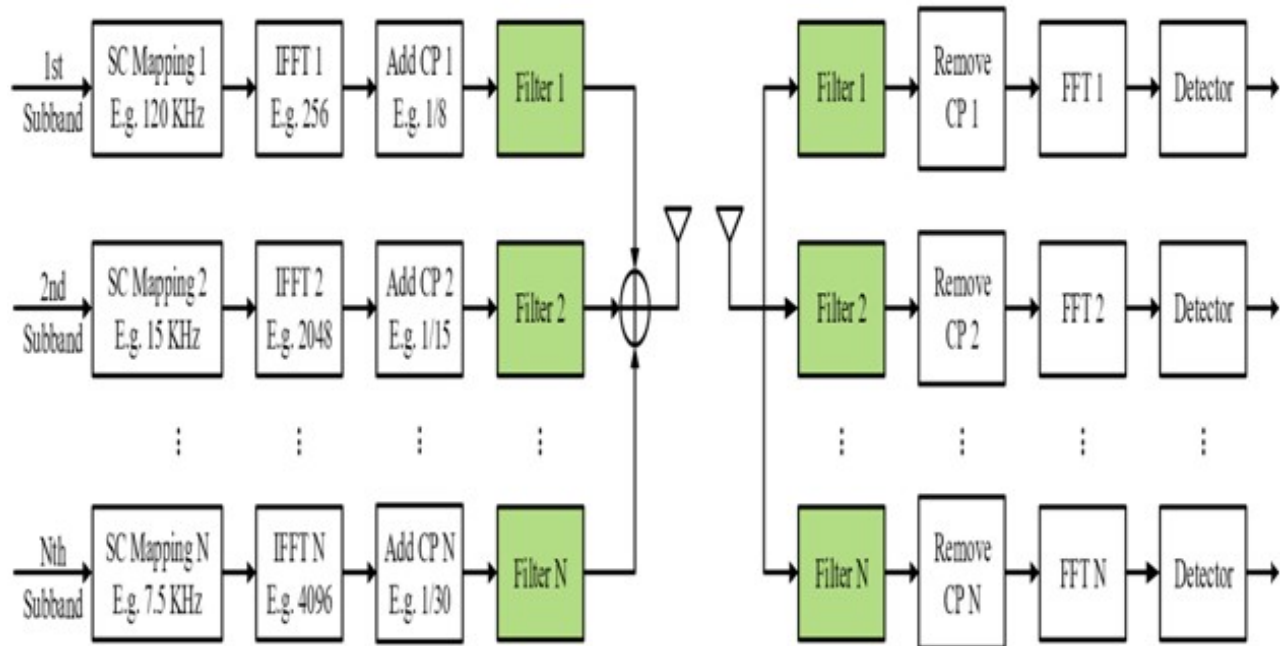 1st
Subband
SC Mapping 1
E.g. 120 KHz
IFFT 1
E.g. 256
Add CP 1
E.g. 1/8
Filter 1
Filter 1
Remove
CP 1
FFT 1
Detector
2nd
Subband
SC Mapping 2
E.g. 15 KHz
IFFT 2
E.g. 2048
Add CP 2
E.g. 1/15
Filter 2
Filter 2
Remove
CP 2
FFT 2
Detector
Nth
Subband
SC Mapping N
E.g. 7.5 KHz
IFFT N
E.g. 4096
Add CP N
E.g. 1/30
Filter N
Filter N
Remove
CP N
FFT N
Detector